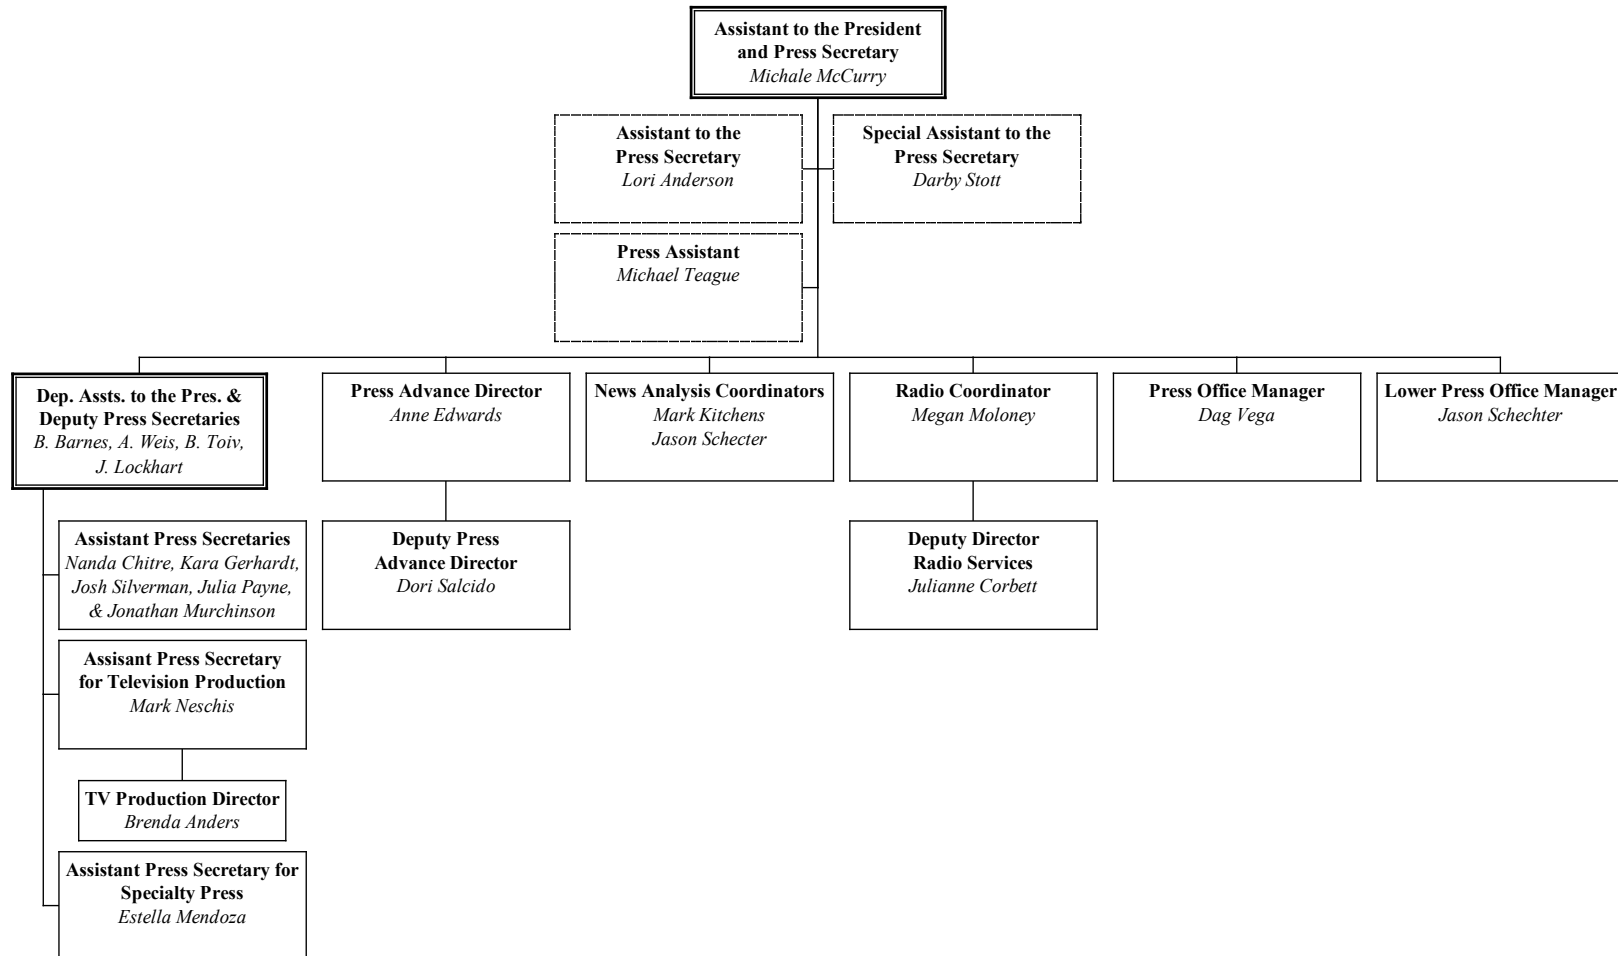 Assistant to the President
and Press Secretary
Michale McCurry
Assistant to the
Press Secretary
Lori Anderson
Special Assistant to the
Press Secretary
Darby Stott
Press Assistant
Michael Teague
Dep. Assts. to the Pres. &
Deputy Press Secretaries
B. Barnes, A. Weis, B. Toiv,
J. Lockhart
Press Advance Director
Anne Edwards
News Analysis Coordinators
Mark Kitchens
Jason Schecter
Radio Coordinator
Megan Moloney
Press Office Manager
Dag Vega
Lower Press Office Manager
Jason Schechter
Assistant Press Secretaries
Nanda Chitre, Kara Gerhardt,
Josh Silverman, Julia Payne,
& Jonathan Murchinson
Deputy Press
Advance Director
Dori Salcido
Deputy Director
Radio Services
Julianne Corbett
Assisant Press Secretary
for Television Production
Mark Neschis
TV Production Director
Brenda Anders
Assistant Press Secretary for
Specialty Press
Estella Mendoza